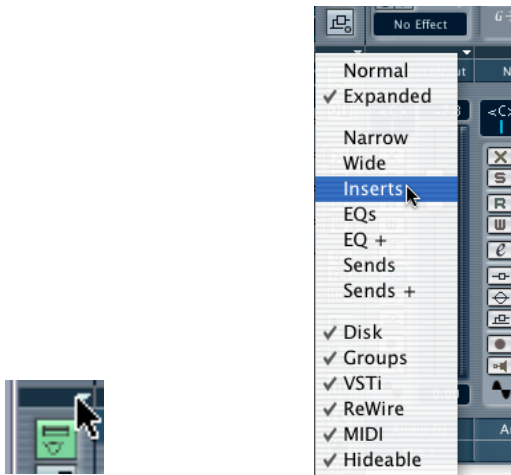 No Effect
Normal
Expanded
Narrow
Wide
Inserts
EQs
EQ +
Sends
Sends +
Disk
Groups
VSTi
ReWire
MIDI
Hideable